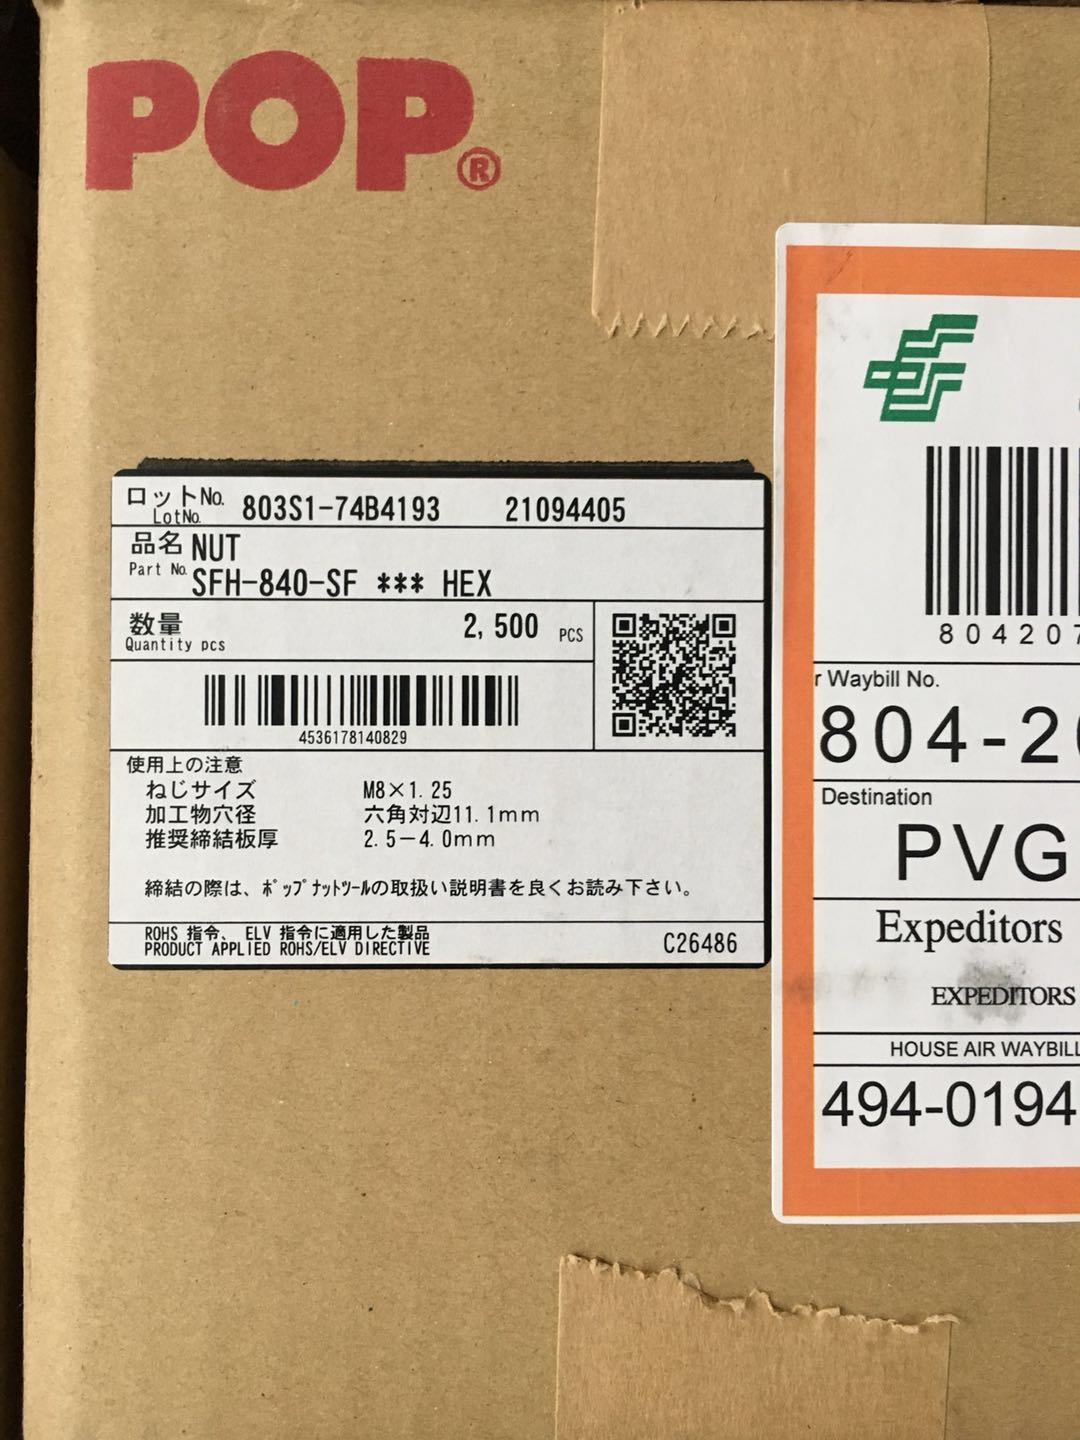 POP®
ロットNo. 803S1-74B4193 21094405
LotNo.
品名 NUT
Part No. SFH-840-SF *** HEX
数量 2,500 PCS
Quantity pcs
4536178140829
使用上の注意
ねじサイズ M8×1.25
加工物穴径 六角対辺11.1mm
推奨締結板厚 2.5-4.0mm
締結の際は、ﾎﾟｯﾌﾟﾅｯﾄﾂｰﾙの取扱い説明書を良くお読み下さい。
ROHS 指令、 ELV 指令に適用した製品
PRODUCT APPLIED ROHS/ELV DIRECTIVE C26486
804207
r Waybill No.
804-20
Destination
PVG
Expeditors
EXPEDITORS
HOUSE AIR WAYBILL
494-0194